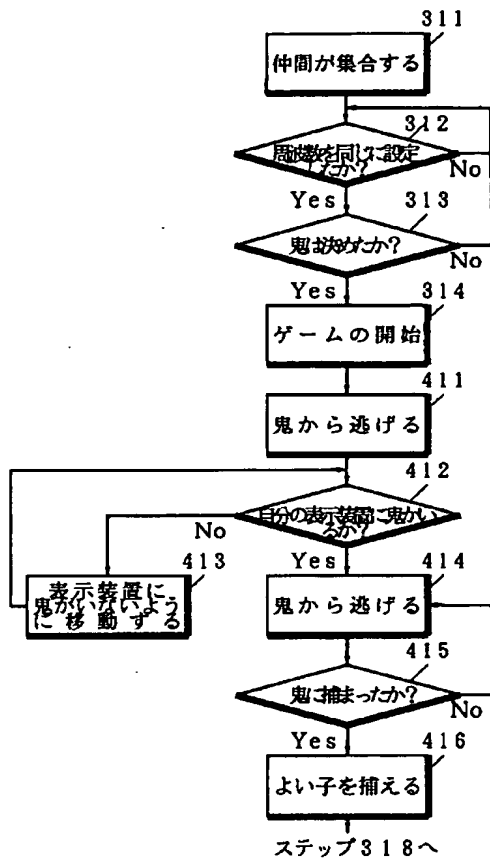 311
仲間が集合する
312
周波数を同じに設定
したか?
No
Yes
313
鬼は決めたか?
No
Yes
314
ゲームの開始
411
鬼から逃げる
412
自分の表示装置に鬼がい
るか?
No
Yes
413
表示装置に
鬼がいないよう
に移動する
414
鬼から逃げる
415
鬼に捕まったか?
No
Yes
416
よい子を捕える
ステップ318へ